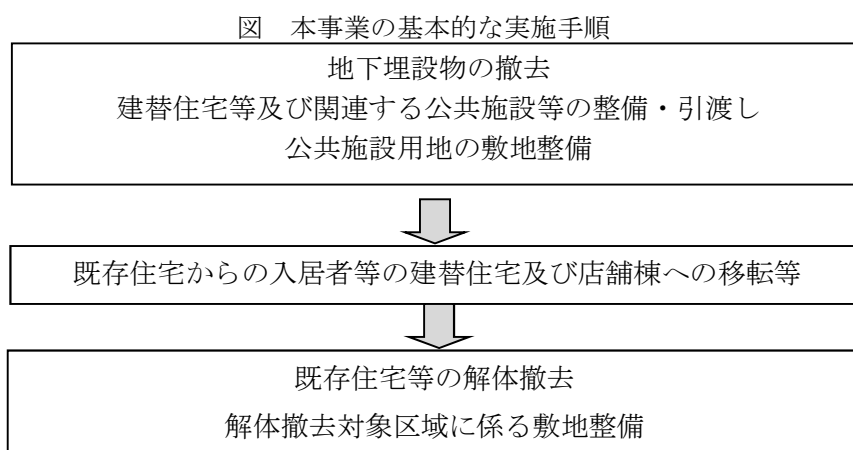 図　本事業の基本的な実施手順
地下埋設物の撤去
建替住宅等及び関連する公共施設等の整備・引渡し
公共施設用地の敷地整備
既存住宅からの入居者等の建替住宅及び店舗棟への移転等
既存住宅等の解体撤去
解体撤去対象区域に係る敷地整備